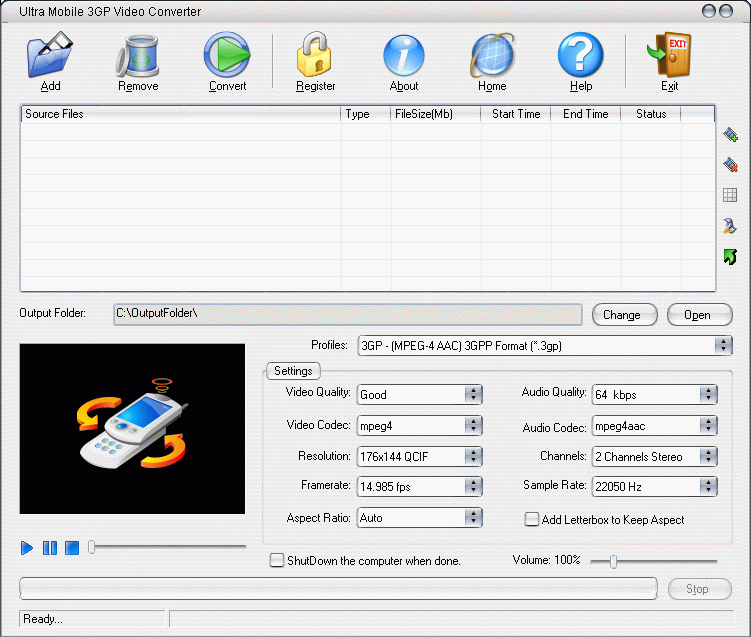 Ultra Mobile 3GP Video Converter
Add Remove Convert Register About Home Help EXIT Exit
Source Files Type FileSize(Mb) Start Time End Time Status
Output Folder: C:\OutputFolder\ Change Open
Profiles: 3GP - (MPEG-4 AAC) 3GPP Format (*.3gp)
Settings
Video Quality: Good Audio Quality: 64 kbps
Video Codec: mpeg4 Audio Codec: mpeg4aac
Resolution: 176x144 QCIF Channels: 2 Channels Stereo
Framerate: 14.985 fps Sample Rate: 22050 Hz
Aspect Ratio: Auto Add Letterbox to Keep Aspect
ShutDown the computer when done. Volume: 100%
Stop
Ready...